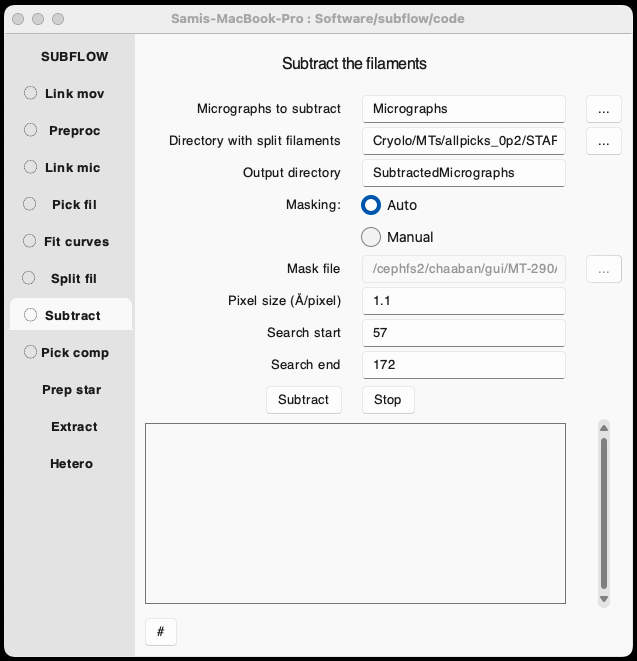 Samis-MacBook-Pro : Software/subflow/code
SUBFLOW
Link mov
Preproc
Link mic
Pick fil
Fit curves
Split fil
Subtract
Pick comp
Prep star
Extract
Hetero
Subtract the filaments
Micrographs to subtract Micrographs ...
Directory with split filaments Cryolo/MTs/allpicks_0p2/STAR ...
Output directory SubtractedMicrographs
Masking: Auto
Manual
Mask file /cephfs2/chaaban/gui/MT-290/ ...
Pixel size (Å/pixel) 1.1
Search start 57
Search end 172
Subtract Stop
#